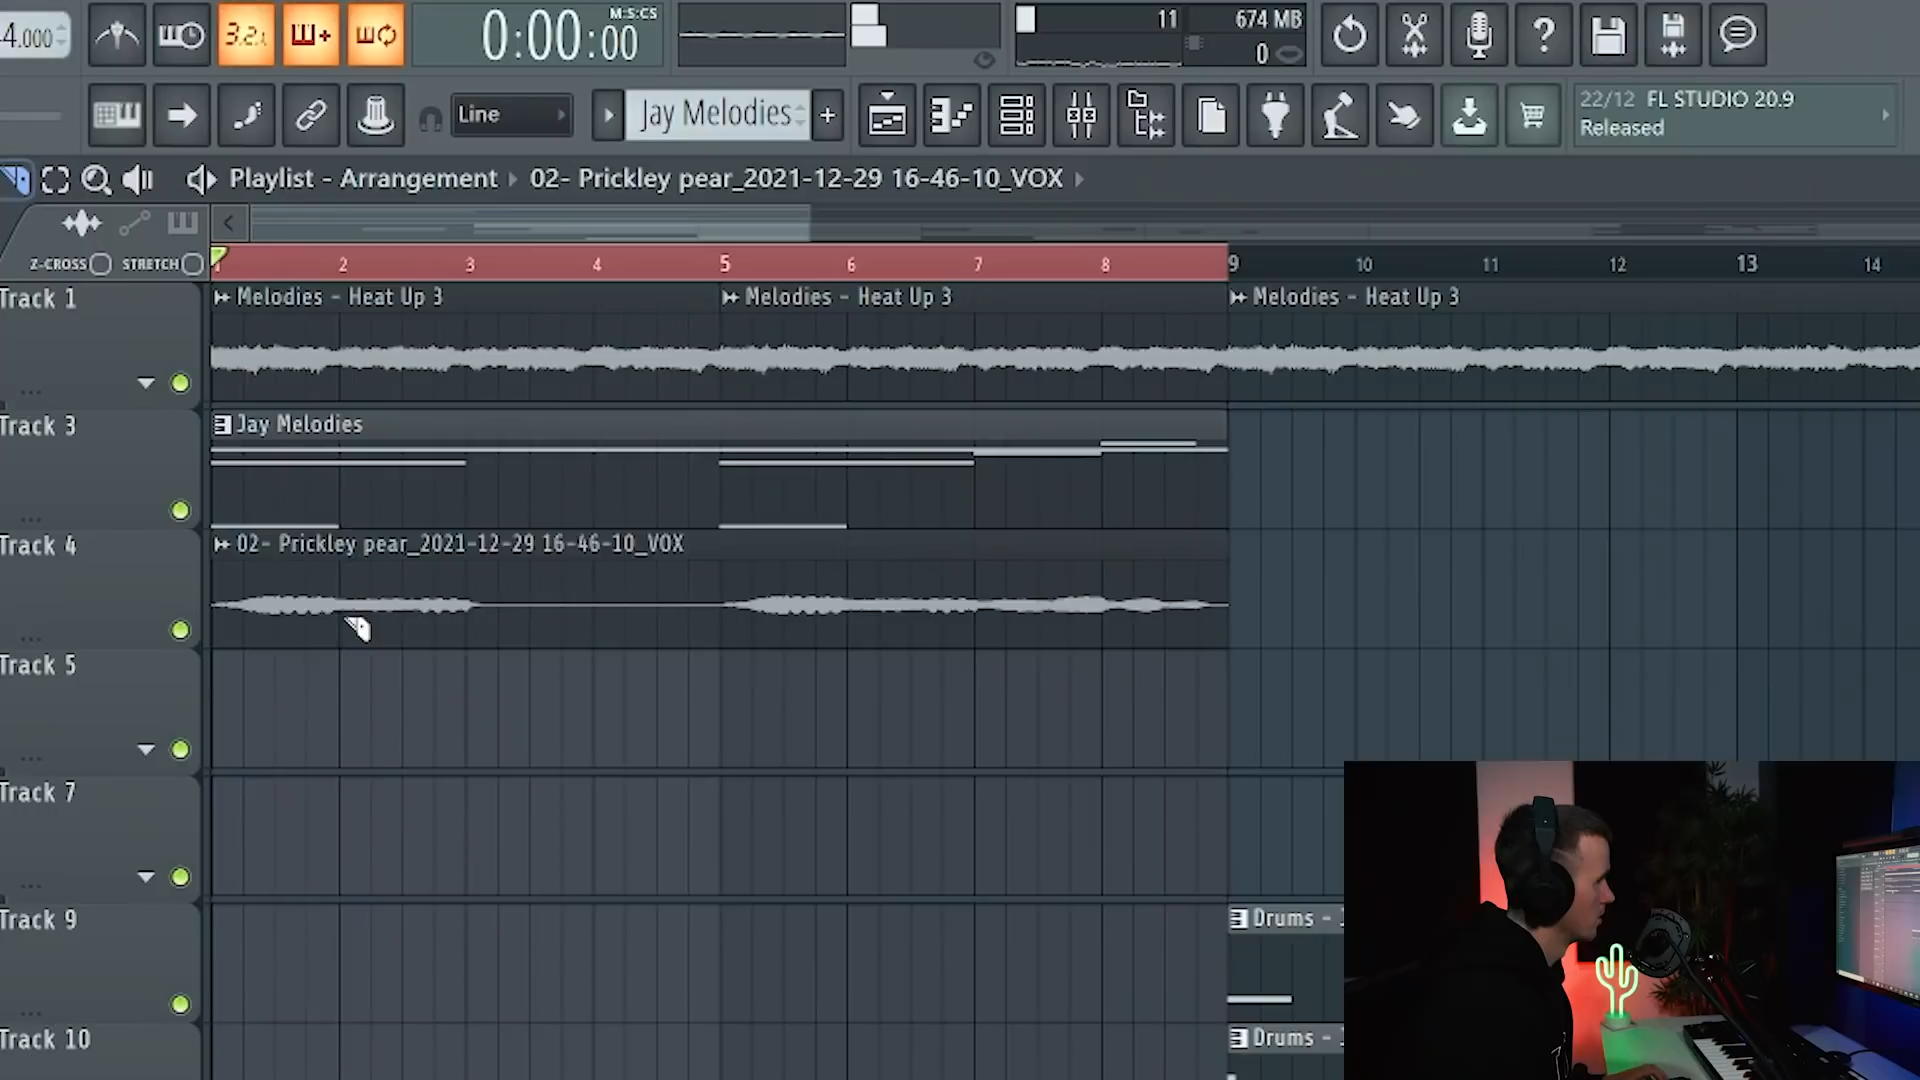 4.000
3.2.
M:S:CS
0:00:00
11
674 MB
0
Line
Jay Melodies
22/12 FL STUDIO 20.9
Released
Playlist - Arrangement
02- Prickley pear_2021-12-29 16-46-10_VOX
Z-CROSS
STRETCH
1 2 3 4 5 6 7 8 9 10 11 12 13 14
Track 1
Melodies - Heat Up 3
Melodies - Heat Up 3
Melodies - Heat Up 3
Track 3
Jay Melodies
Track 4
02- Prickley pear_2021-12-29 16-46-10_VOX
Track 5
Track 7
Track 9
Drums -
Track 10
Drums -